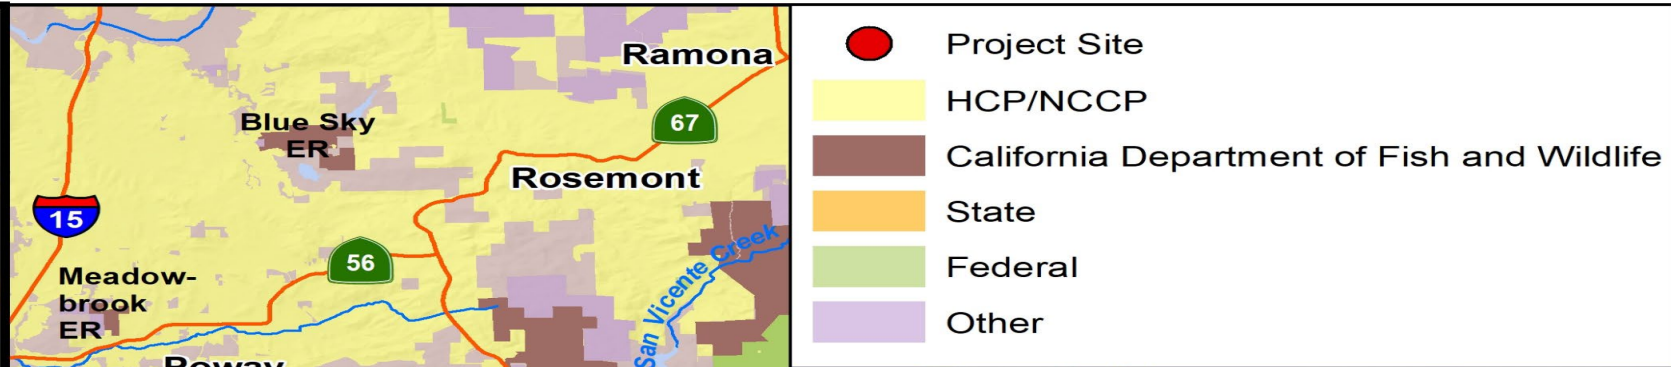 Ramona
67
Blue Sky
ER
Rosemont
15
56
San Vicente Creek
Meadow-
brook
ER
Poway
Project Site
HCP/NCCP
California Department of Fish and Wildlife
State
Federal
Other